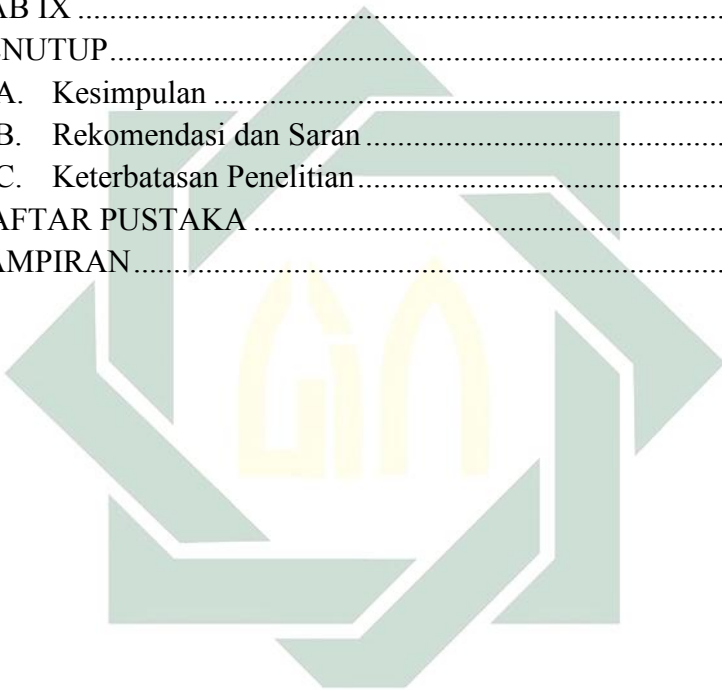 AB IX
NUTUP
A. Kesimpulan
B. Rekomendasi dan Saran
C. Keterbatasan Penelitian
AFTAR PUSTAKA
AMPIRAN